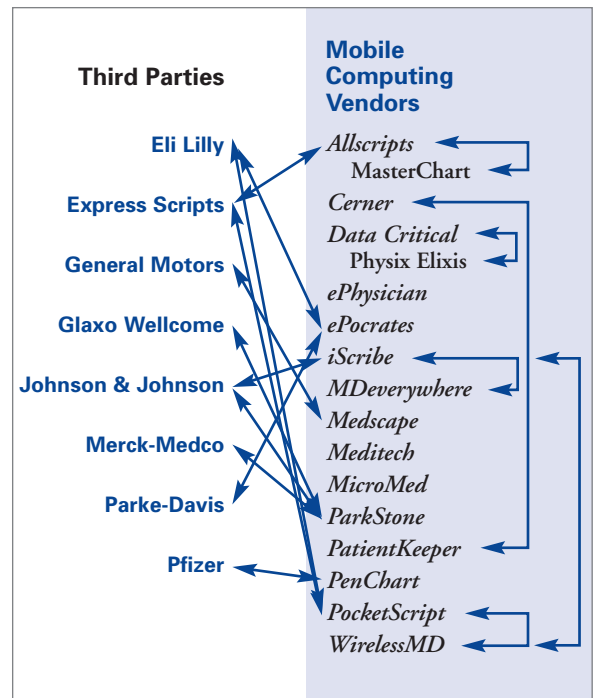 Third Parties
Eli Lilly
Express Scripts
General Motors
Glaxo Wellcome
Johnson & Johnson
Merck-Medco
Parke-Davis
Pfizer
Mobile
Computing
Vendors
Allscripts
MasterChart
Cerner
Data Critical
Physix Elixis
ePhysician
ePocrates
iScribe
MDeverywhere
Medscape
Meditech
MicroMed
ParkStone
PatientKeeper
PenChart
PocketScript
WirelessMD